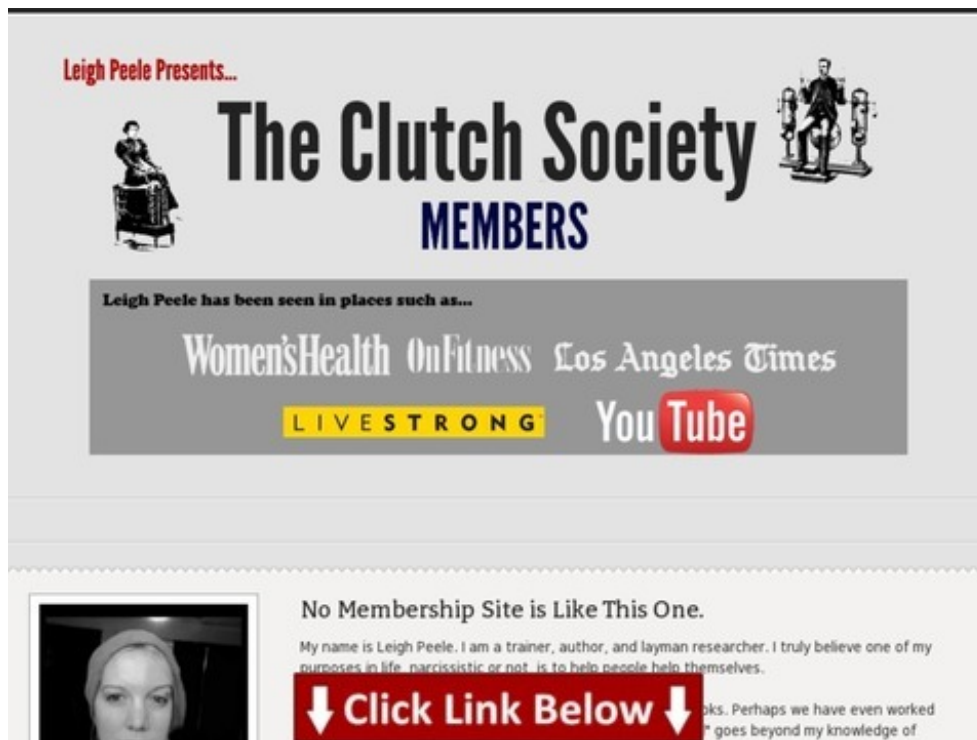 Leigh Peele Presents...
The Clutch Society
MEMBERS
Leigh Peele has been seen in places such as...
Women'sHealth OnFitness Los Angeles Times
LIVESTRONG
YouTube
No Membership Site is Like This One.
My name is Leigh Peele. I am a trainer, author, and layman researcher. I truly believe one of my
purposes in life, narcissistic or not, is to help people help themselves.
oks. Perhaps we have even worked
Click Link Below
" goes beyond my knowledge of